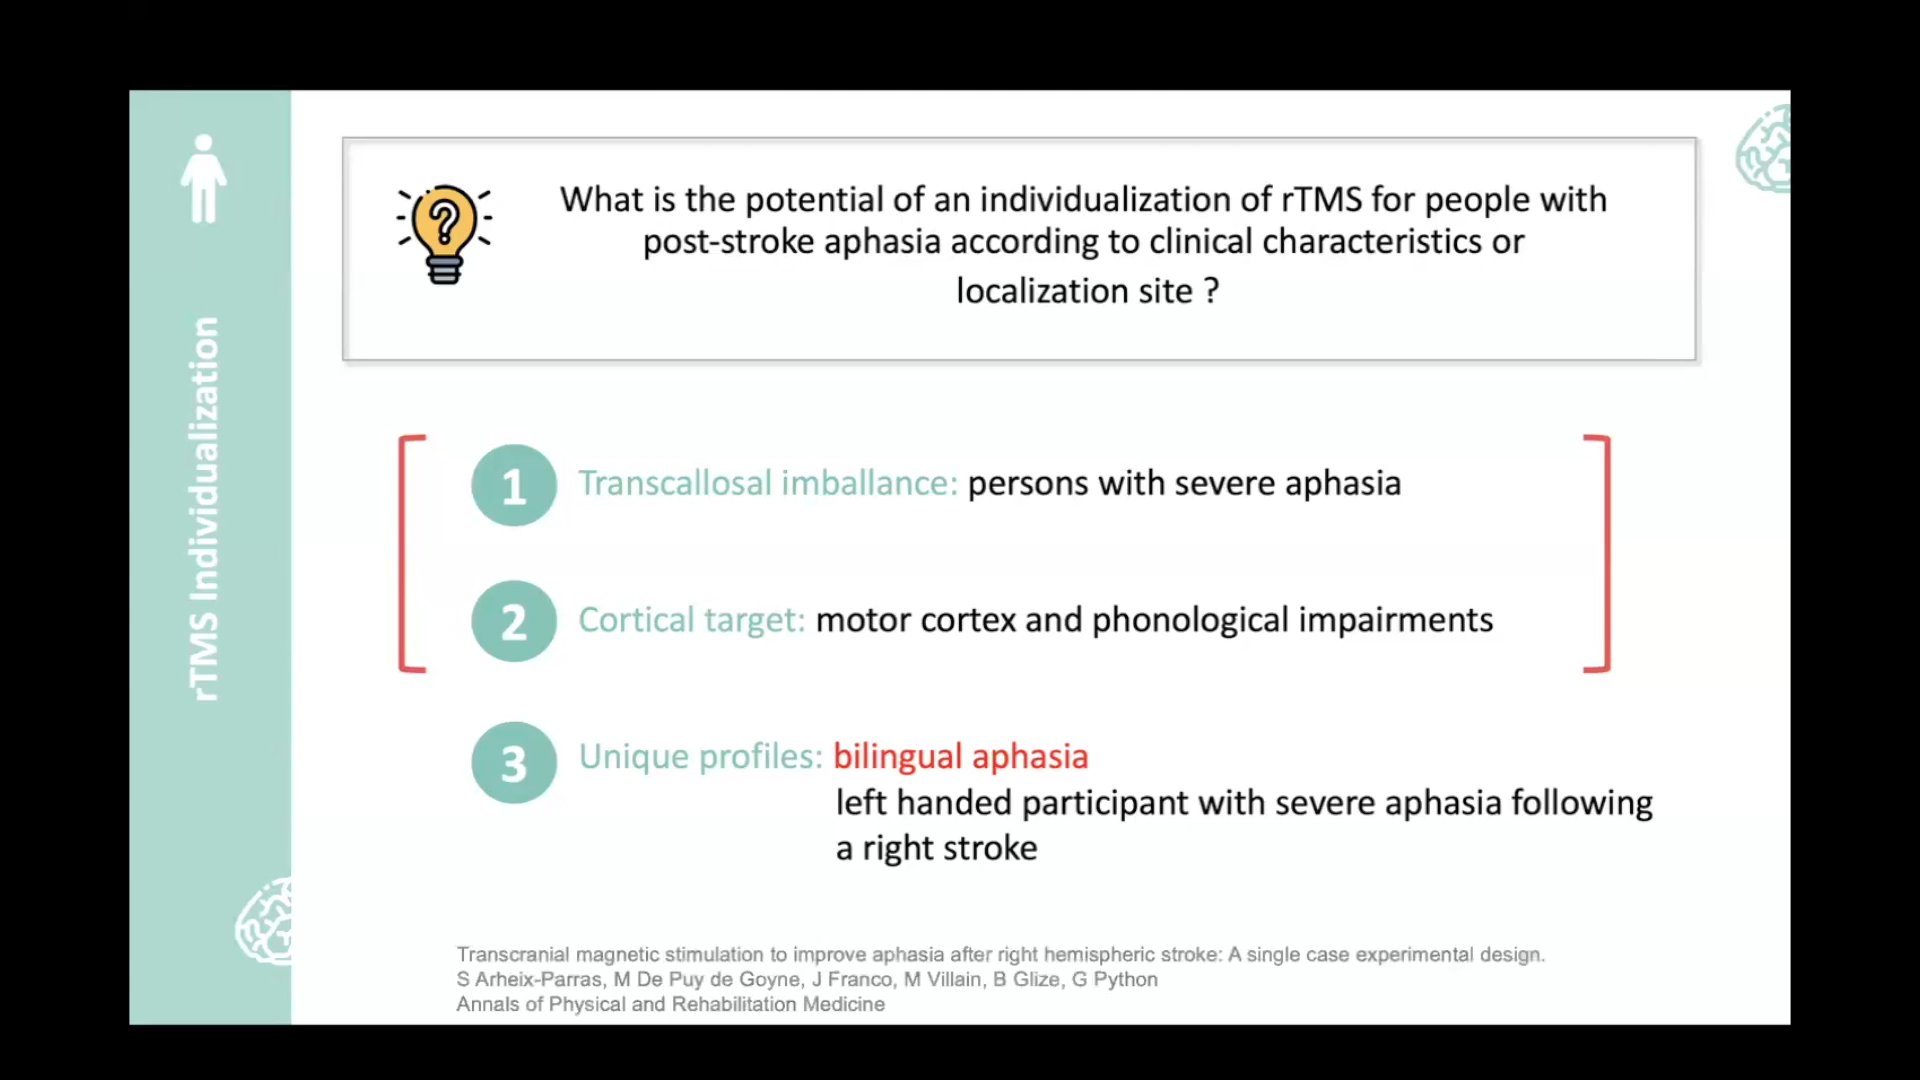 rTMS Individualization
?
What is the potential of an individualization of rTMS for people with
post-stroke aphasia according to clinical characteristics or
localization site ?
1 Transcallosal imballance: persons with severe aphasia
2 Cortical target: motor cortex and phonological impairments
3 Unique profiles: bilingual aphasia
left handed participant with severe aphasia following
a right stroke
Transcranial magnetic stimulation to improve aphasia after right hemispheric stroke: A single case experimental design.
S Arheix-Parras, M De Puy de Goyne, J Franco, M Villain, B Glize, G Python
Annals of Physical and Rehabilitation Medicine